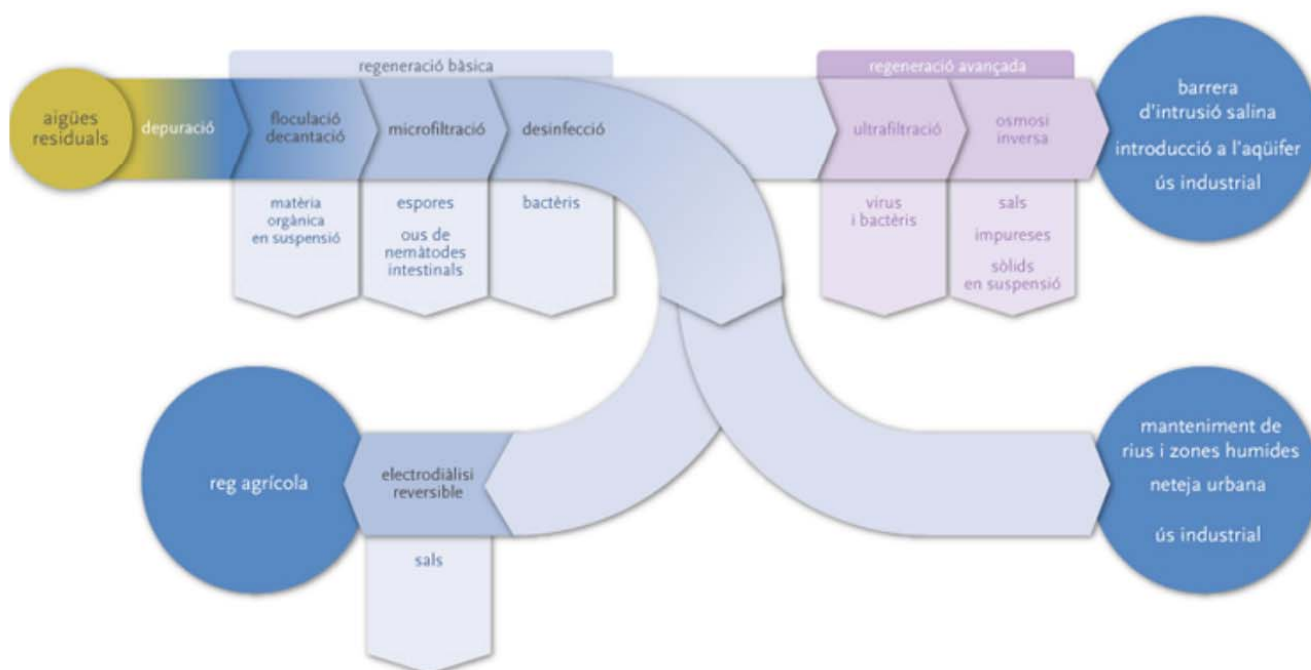 regeneració bàsica
regeneració avançada
aigües
residuals
depuració
floculació
decantació
microfiltració
desinfecció
ultrafiltració
osmosi
inversa
barrera
d'intrusió salina
introducció a l'aqüífer
ús industrial
matèria
orgànica
en suspensió
espores
ous de
nemàtodes
intestinals
bactèris
virus
i bactèris
sals
impureses
sòlids
en suspensió
reg agrícola
electrodiàlisi
reversible
sals
manteniment de
rius i zones humides
neteja urbana
ús industrial